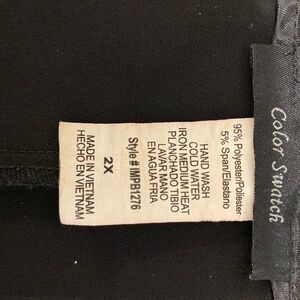 Color Swatch
95% Polyester/Poliester
5% Span/Elastano
HAND WASH
COLD WATER
IRON MEDIUM HEAT
PLANCHADO TIBIO
LAVAR MANO
EN AGUA FRIA
Style # IMPB1276
2X
MADE IN VIETNAM
HECHO EN VIETNAM